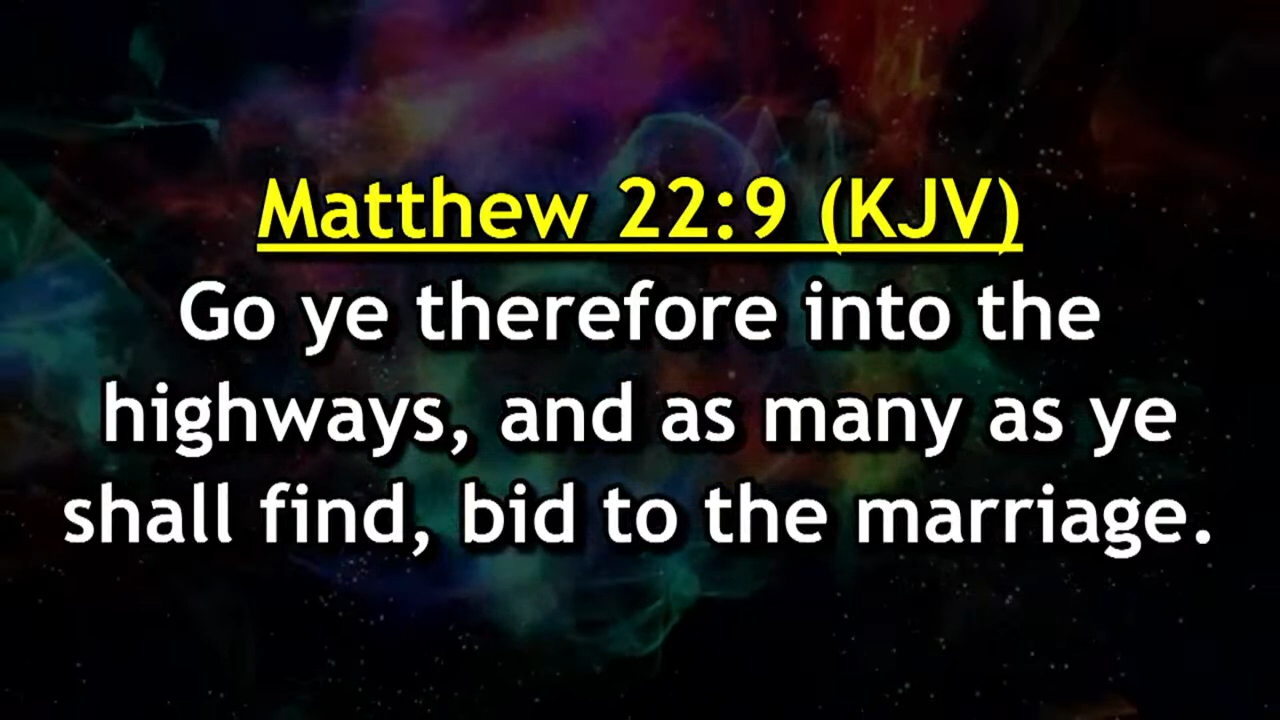 Matthew 22:9 (KJV)
Go ye therefore into the
highways, and as many as ye
shall find, bid to the marriage.